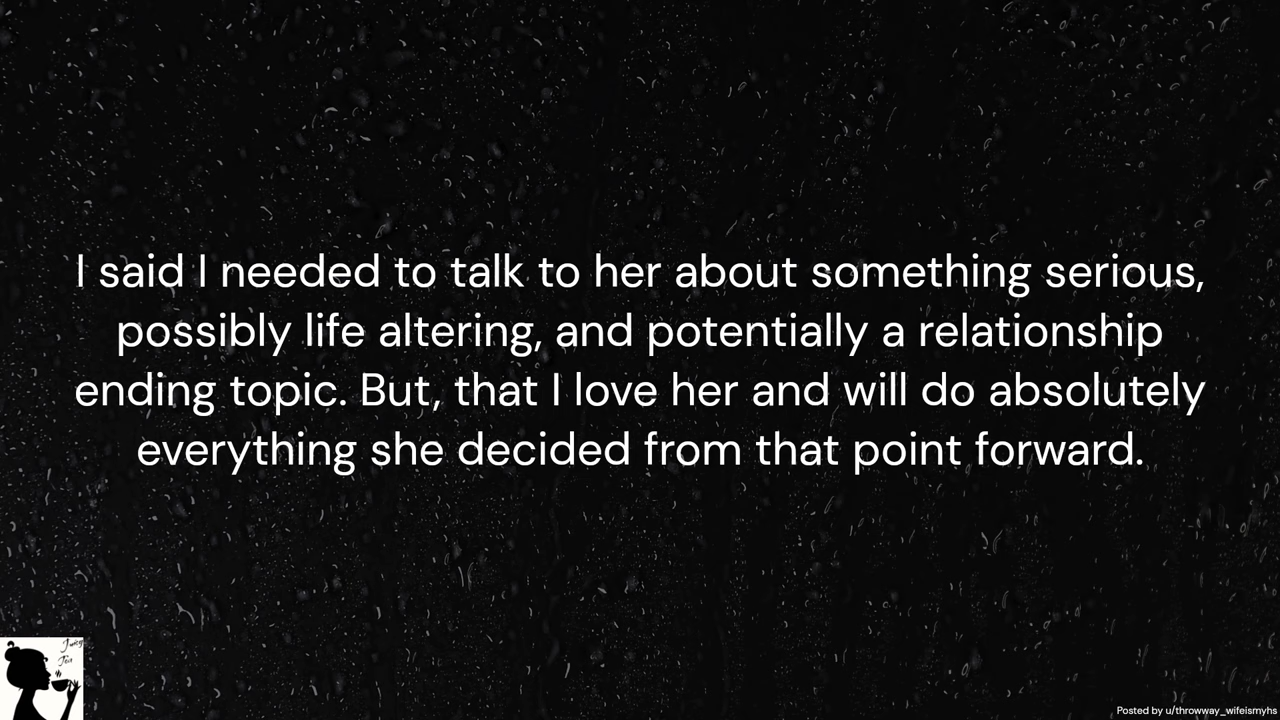 I said I needed to talk to her about something serious,
possibly life altering, and potentially a relationship
ending topic. But, that I love her and will do absolutely
everything she decided from that point forward.
Tea
Posted by u/throwway_wifeismyhs